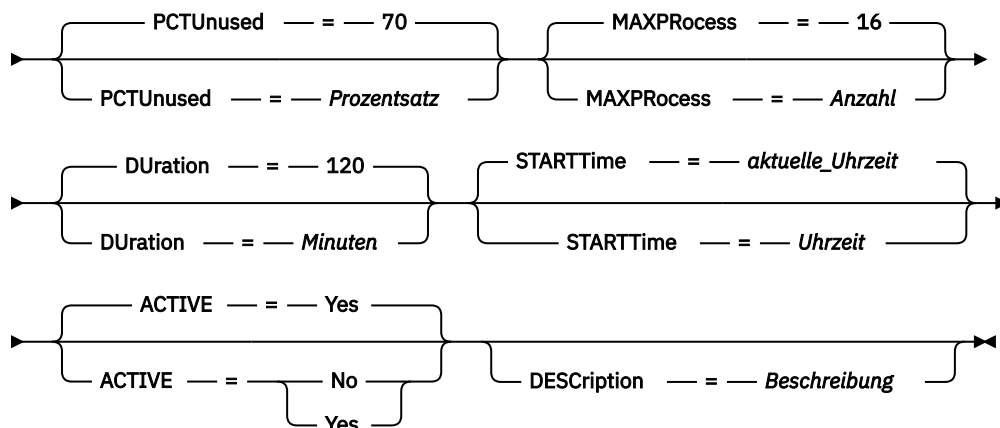 PCTUnused = 70 MAXPRocess = 16
PCTUnused = Prozentsatz MAXPRocess = Anzahl
DUration = 120 STARTTime = aktuelle_Uhrzeit
DUration = Minuten STARTTime = Uhrzeit
ACTIVE = Yes
ACTIVE = No DESCription = Beschreibung
Yes